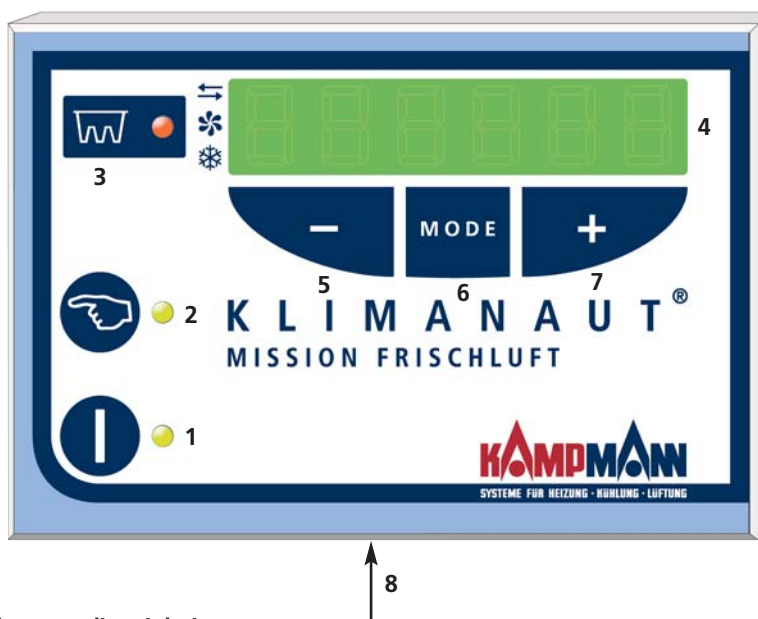 4
3
− MODE +
5 6 7
2
KLIMANAUT®
MISSION FRISCHLUFT
1
KAMPMANN
SYSTEME FÜR HEIZUNG · KÜHLUNG · LÜFTUNG
8